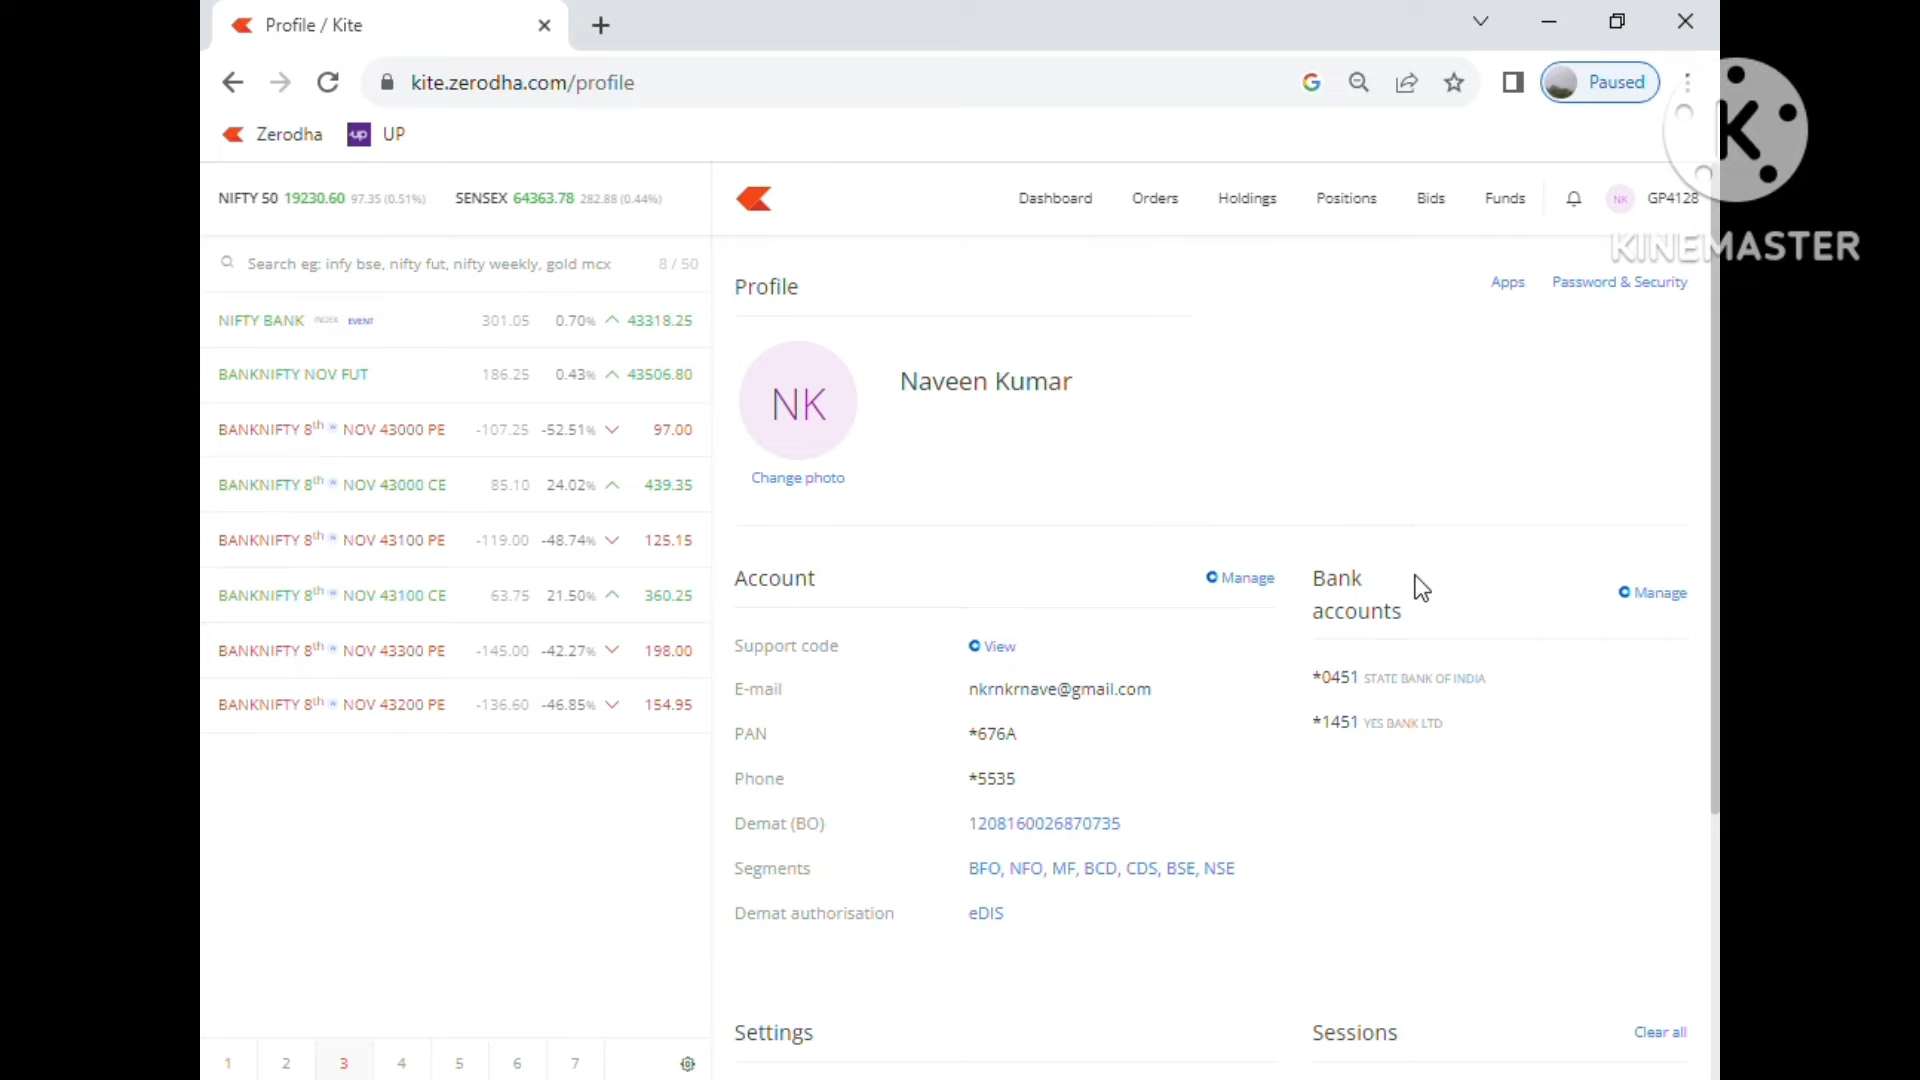 Profile / Kite
kite.zerodha.com/profile
Paused
Zerodha
up UP
K
KINEMASTER
NIFTY 50 19230.60 97.35 (0.51%) SENSEX 64363.78 282.88 (0.44%)
Dashboard Orders Holdings Positions Bids Funds NK GP4128
Search eg: infy bse, nifty fut, nifty weekly, gold mcx 8 / 50
NIFTY BANK INDEX EVENT 301.05 0.70% 43318.25
BANKNIFTY NOV FUT 186.25 0.43% 43506.80
BANKNIFTY 8th w NOV 43000 PE -107.25 -52.51% 97.00
BANKNIFTY 8th w NOV 43000 CE 85.10 24.02% 439.35
BANKNIFTY 8th w NOV 43100 PE -119.00 -48.74% 125.15
BANKNIFTY 8th w NOV 43100 CE 63.75 21.50% 360.25
BANKNIFTY 8th w NOV 43300 PE -145.00 -42.27% 198.00
BANKNIFTY 8th w NOV 43200 PE -136.60 -46.85% 154.95
1 2 3 4 5 6 7
Profile
Apps Password & Security
NK
Naveen Kumar
Change photo
Account Manage
Support code View
E-mail nkrnkrnave@gmail.com
PAN *676A
Phone *5535
Demat (BO) 1208160026870735
Segments BFO, NFO, MF, BCD, CDS, BSE, NSE
Demat authorisation eDIS
Bank
accounts
Manage
*0451 STATE BANK OF INDIA
*1451 YES BANK LTD
Settings
Sessions Clear all